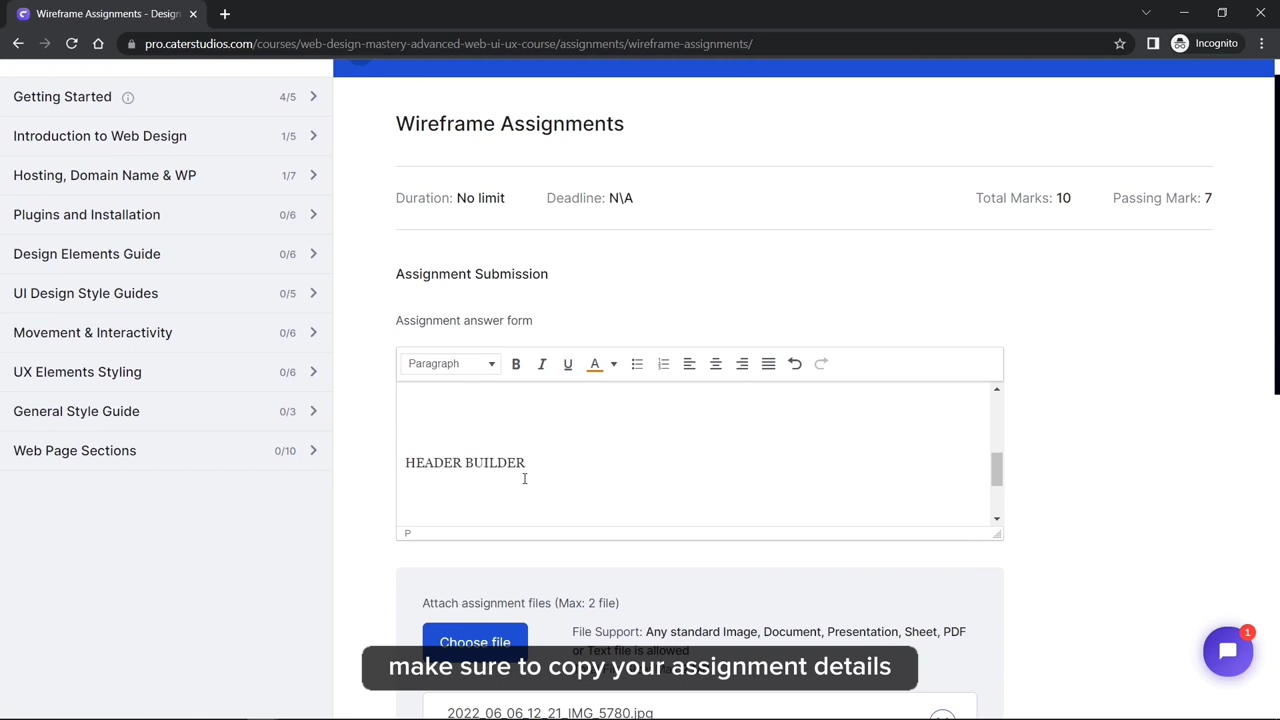 Wireframe Assignments - Design
pro.caterstudios.com/courses/web-design-mastery-advanced-web-ui-ux-course/assignments/wireframe-assignments/
Incognito
Getting Started 4/5
Introduction to Web Design 1/5
Hosting, Domain Name & WP 1/7
Plugins and Installation 0/6
Design Elements Guide 0/6
UI Design Style Guides 0/5
Movement & Interactivity 0/6
UX Elements Styling 0/6
General Style Guide 0/3
Web Page Sections 0/10
Wireframe Assignments
Duration: No limit Deadline: N\A Total Marks: 10 Passing Mark: 7
Assignment Submission
Assignment answer form
Paragraph B I U A
HEADER BUILDER
P
Attach assignment files (Max: 2 file)
Choose file
File Support: Any standard Image, Document, Presentation, Sheet, PDF
or Text file is allowed
make sure to copy your assignment details
2022_06_06_12_21_IMG_5780.jpg
1